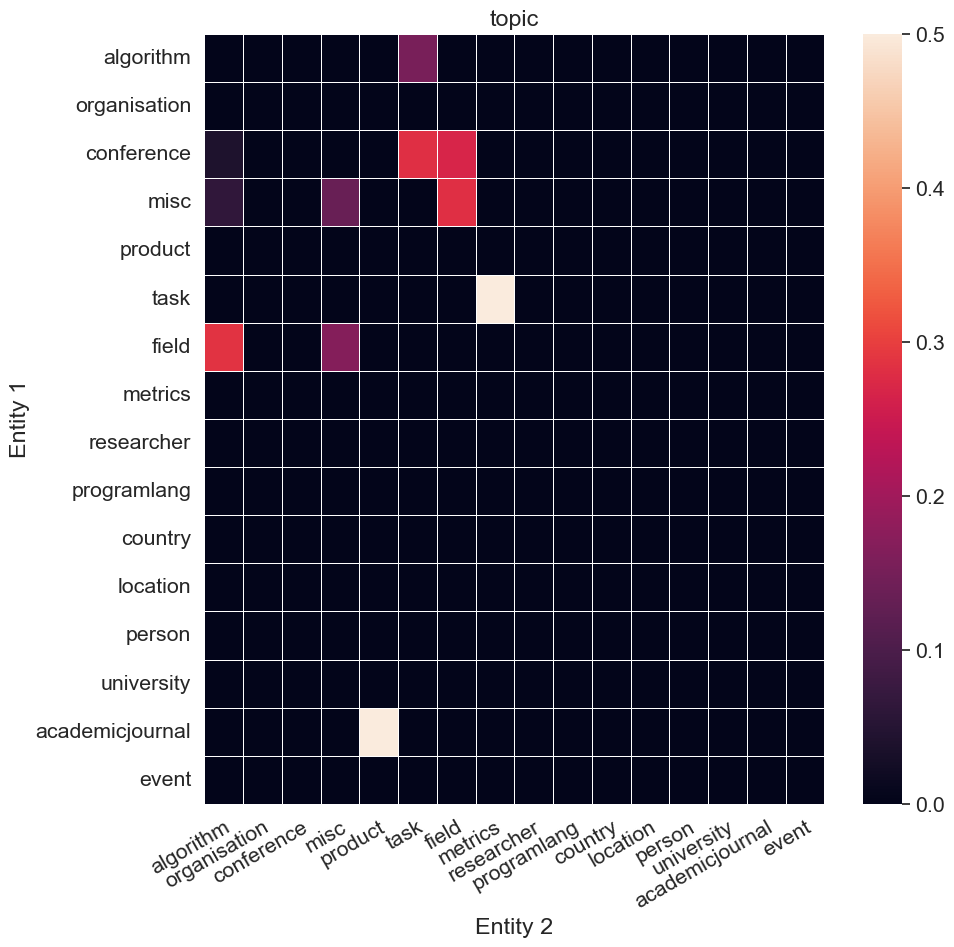 topic
algorithm
organisation
conference
misc
product
task
field
metrics
researcher
programlang
country
location
person
university
academicjournal
event
Entity 1
algorithm
organisation
conference
misc
product
task
field
metrics
researcher
programlang
country
location
person
university
academicjournal
event
Entity 2
0.5
0.4
0.3
0.2
0.1
0.0